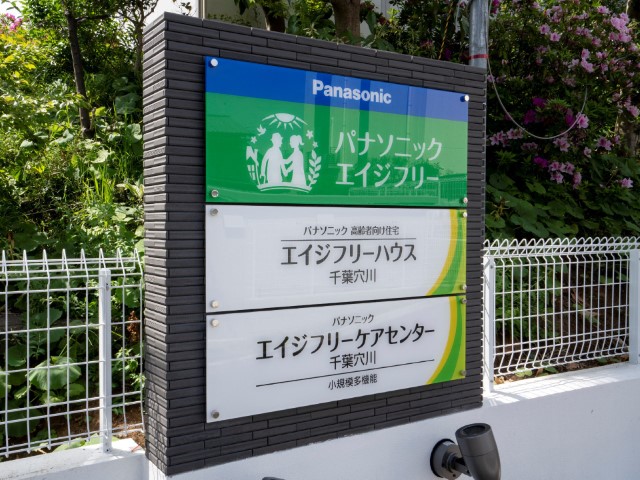 Panasonic
パナソニック
エイジフリー
パナソニック 高齢者向け住宅
エイジフリーハウス
千葉穴川
パナソニック
エイジフリーケアセンター
千葉穴川
小規模多機能